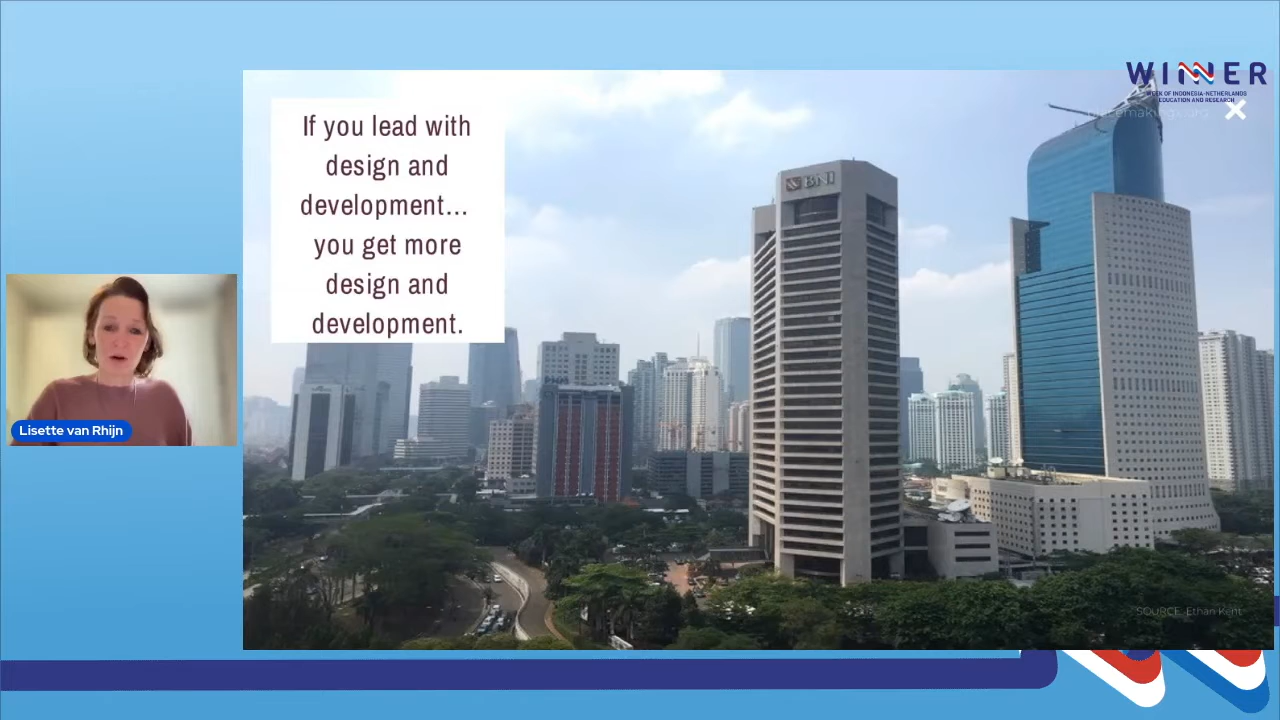 WINNER
WEEK OF INDONESIA-NETHERLANDS
EDUCATION AND RESEARCH
If you lead with
design and
development...
you get more
design and
development.
BNI
Lisette van Rhijn
SOURCE: Ethan Kent